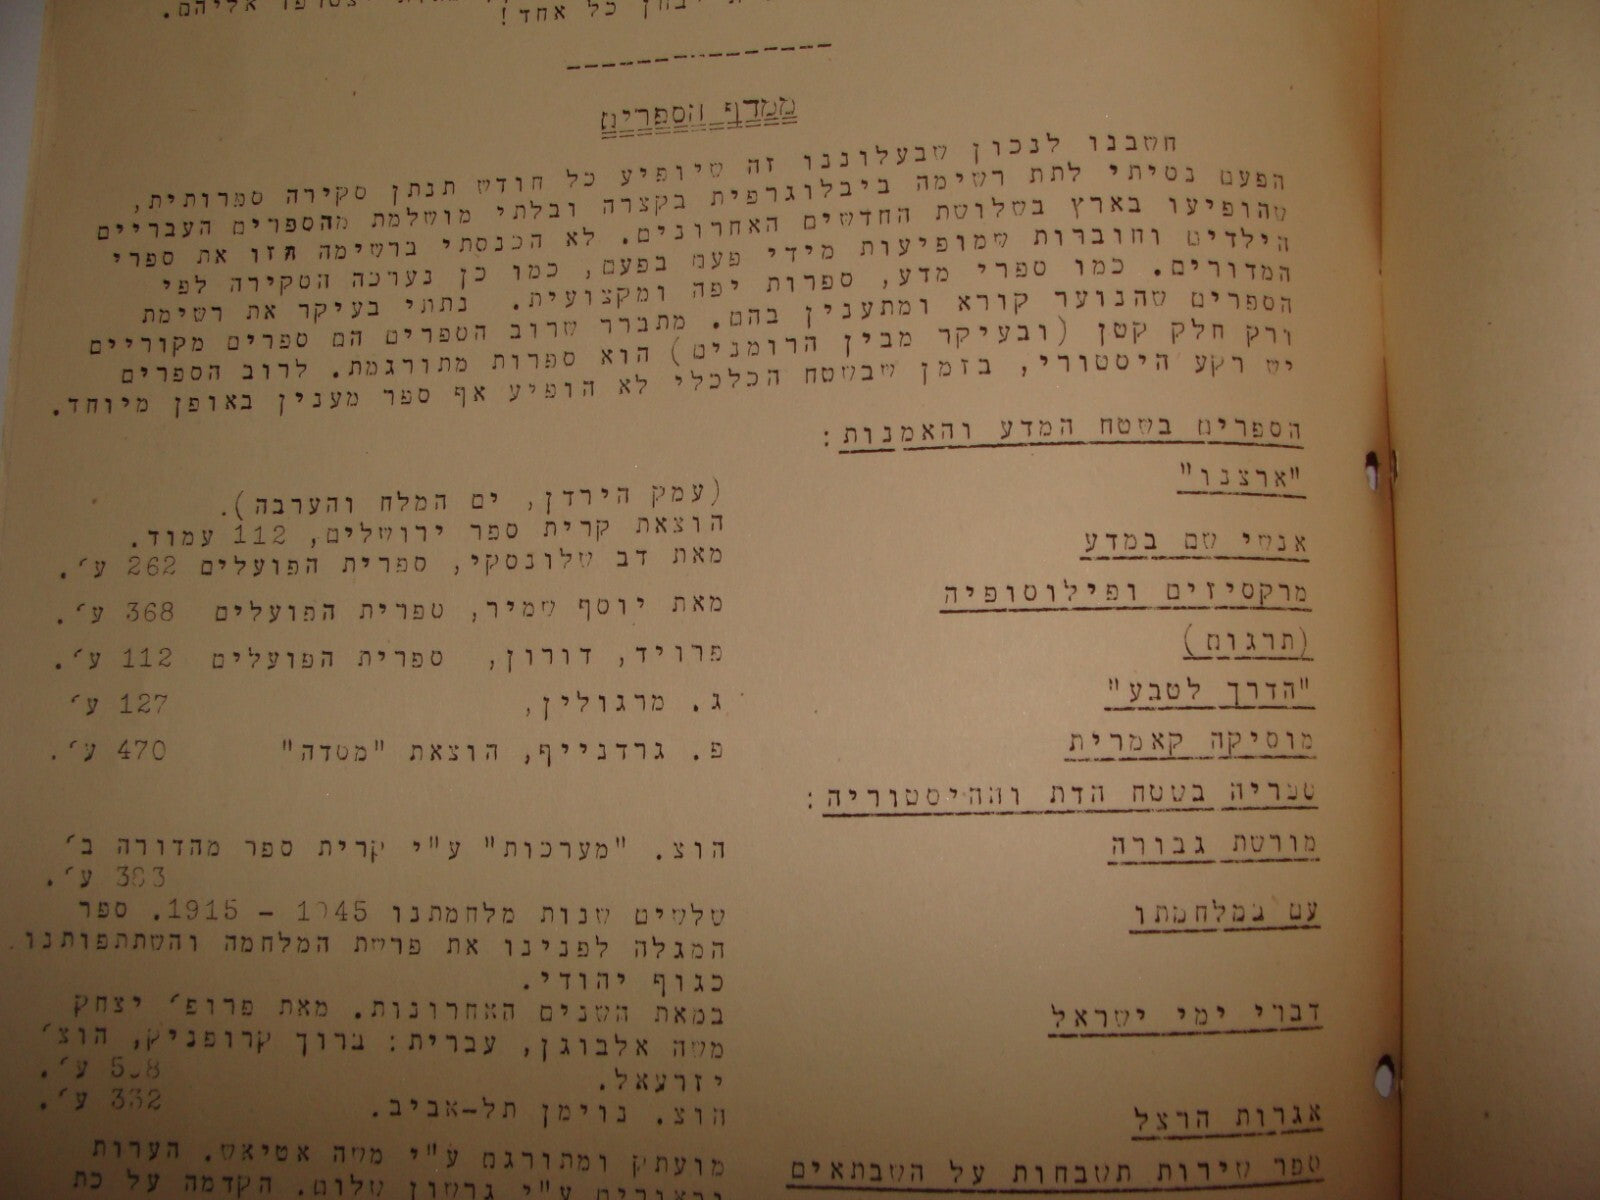 יבחן כל אחד!
ממדף הספרים
חשבנו לנכון שבעלוננו זה שיופיע כל חודש תנתן סקירה ספרותית,
הפעם נטיתי לתת רשימה ביבלוגרפית בקצרה ובלתי מושלמת מהספרים העבריים
שהופיעו בארץ בשלושת החדשים האחרונים. לא הכנסתי ברשימה הזו את ספרי
הילדים וחוברות שמופיעות מידי פעם בפעם, כמו כן נערכה הסקירה לפי
המדורים. כמו ספרי מדע, ספרות יפה ומקצועית. נתתי בעיקר את רשימת
הספרים שהנוער קורא ומתענין בהם. מתברר שרוב הספרים הם ספרים מקוריים
ורק חלק קטן (ובעיקר מבין הרומנים) הוא ספרות מתורגמת. לרוב הספרים
יש רקע היסטורי, בזמן שבשטח הכלכלי לא הופיע אף ספר מענין באופן מיוחד.
הספרים בשטח המדע והאמנות:
"ארצנו" (עמק הירדן, ים המלח והערבה).
הוצאת קרית ספר ירושלים, 112 עמוד.
אנשי שם במדע מאת דב שלונסקי, ספרית הפועלים 262 ע'.
מרקסיזים ופילוסופיה מאת יוסף שמיר, ספרית הפועלים 368 ע'.
(תרגום) פרויד, דורון, ספרית הפועלים 112 ע'.
"הדרך לטבע" ג. מרגולין, 127 ע'
מוסיקה קאמרית פ. גרדנייף, הוצאת "מסדה" 470 ע'.
ספריה בשטח הדת וההיסטוריה:
מורשת גבורה הוצ. "מערכות" ע"י קרית ספר מהדורה ב'
383 ע'.
עם במלחמתו שלשים שנות מלחמתנו 1945 - 1915. ספר
המגלה לפנינו את פרשת המלחמה והשתתפותנו
כגוף יהודי.
דברי ימי ישראל במאת השנים האחרונות. מאת פרופ' יצחק
משה אלבוגן, עברית: ברוך קרופניק, הוצ'
יזרעאל. ע'.
אגרות הרצל הוצ. נוימן תל-אביב. 332 ע'.
ספר שירות תשבחות על השבתאים מועתק ומתורגם ע"י משה אטיאש. הערות
ע"י גרשון שלום. הקדמה על כת